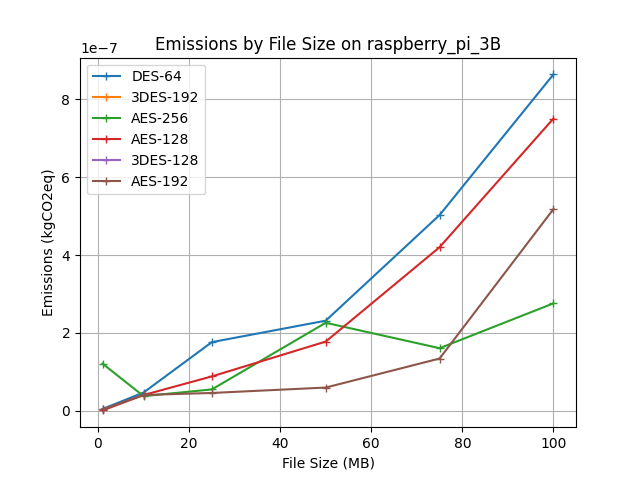 Emissions by File Size on raspberry_pi_3B
1e−7
DES-64
3DES-192
AES-256
AES-128
3DES-128
AES-192
8
6
4
2
0
Emissions (kgCO2eq)
0 20 40 60 80 100
File Size (MB)